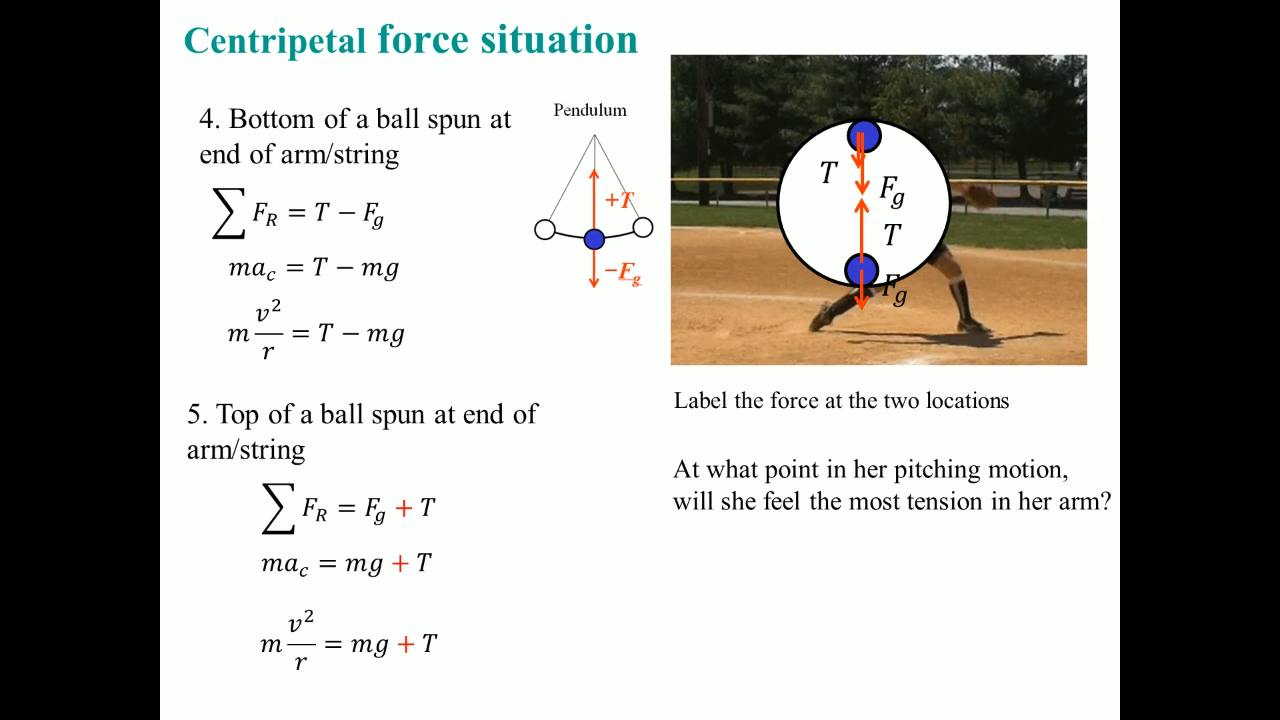 Centripetal force situation
4. Bottom of a ball spun at
end of arm/string
∑ F_R = T − F_g
ma_c = T − mg
m v²/r = T − mg
Pendulum
+T
−F_g
T
F_g
T
F_g
5. Top of a ball spun at end of
arm/string
∑ F_R = F_g + T
ma_c = mg + T
m v²/r = mg + T
Label the force at the two locations
At what point in her pitching motion,
will she feel the most tension in her arm?